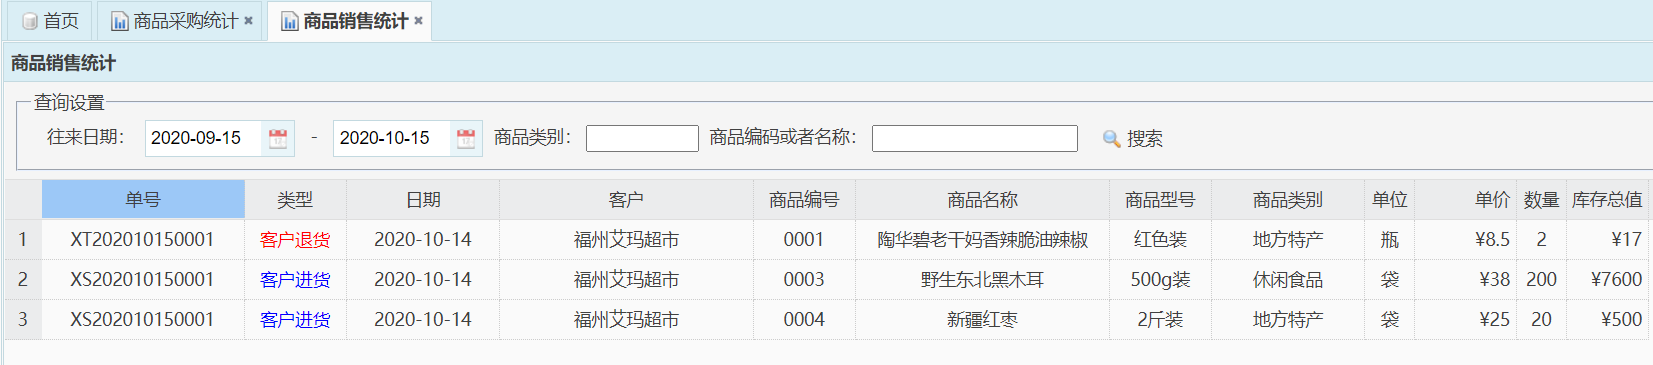 首页 商品采购统计 商品销售统计
商品销售统计
查询设置
往来日期： 2020-09-15 - 2020-10-15 商品类别： 商品编码或者名称： 搜索
单号 类型 日期 客户 商品编号 商品名称 商品型号 商品类别 单位 单价 数量 库存总值
1 XT202010150001 客户退货 2020-10-14 福州艾玛超市 0001 陶华碧老干妈香辣脆油辣椒 红色装 地方特产 瓶 ¥8.5 2 ¥17
2 XS202010150001 客户进货 2020-10-14 福州艾玛超市 0003 野生东北黑木耳 500g装 休闲食品 袋 ¥38 200 ¥7600
3 XS202010150001 客户进货 2020-10-14 福州艾玛超市 0004 新疆红枣 2斤装 地方特产 袋 ¥25 20 ¥500